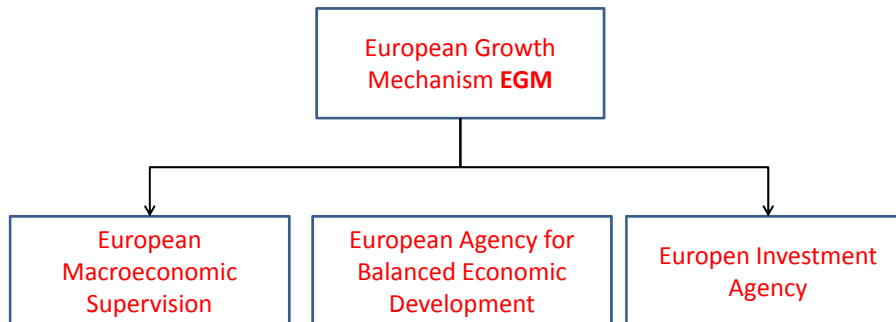 European Growth
Mechanism EGM
European
Macroeconomic
Supervision
European Agency for
Balanced Economic
Development
Europen Investment
Agency